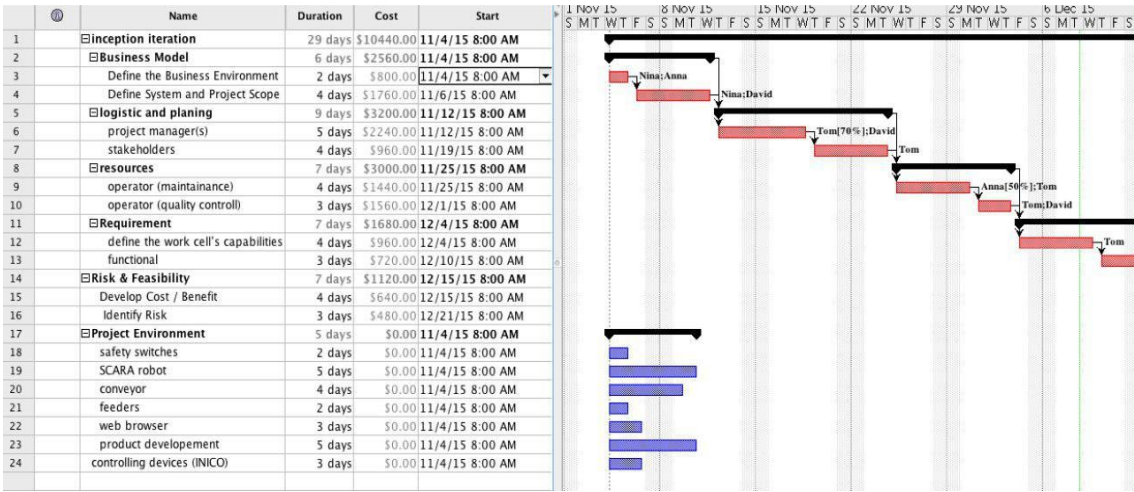 Name Duration Cost Start
1 Nov 15 8 Nov 15 15 Nov 15 22 Nov 15 29 Nov 15 6 Dec 15
S M T W T F S S M T W T F S S M T W T F S S M T W T F S S M T W T F S S M T W T F
1 inception iteration 29 days $10440.00 11/4/15 8:00 AM
2 Business Model 6 days $2560.00 11/4/15 8:00 AM
3 Define the Business Environment 2 days $800.00 11/4/15 8:00 AM Nina;Anna
4 Define System and Project Scope 4 days $1760.00 11/6/15 8:00 AM Nina;David
5 logistic and planing 9 days $3200.00 11/12/15 8:00 AM
6 project manager(s) 5 days $2240.00 11/12/15 8:00 AM Tom[70%];David
7 stakeholders 4 days $960.00 11/19/15 8:00 AM Tom
8 resources 7 days $3000.00 11/25/15 8:00 AM
9 operator (maintainance) 4 days $1440.00 11/25/15 8:00 AM Anna[50%];Tom
10 operator (quality controll) 3 days $1560.00 12/1/15 8:00 AM Tom;David
11 Requirement 7 days $1680.00 12/4/15 8:00 AM
12 define the work cell's capabilities 4 days $960.00 12/4/15 8:00 AM Tom
13 functional 3 days $720.00 12/10/15 8:00 AM
14 Risk & Feasibility 7 days $1120.00 12/15/15 8:00 AM
15 Develop Cost / Benefit 4 days $640.00 12/15/15 8:00 AM
16 Identify Risk 3 days $480.00 12/21/15 8:00 AM
17 Project Environment 5 days $0.00 11/4/15 8:00 AM
18 safety switches 2 days $0.00 11/4/15 8:00 AM
19 SCARA robot 5 days $0.00 11/4/15 8:00 AM
20 conveyor 4 days $0.00 11/4/15 8:00 AM
21 feeders 2 days $0.00 11/4/15 8:00 AM
22 web browser 3 days $0.00 11/4/15 8:00 AM
23 product developement 5 days $0.00 11/4/15 8:00 AM
24 controlling devices (INICO) 3 days $0.00 11/4/15 8:00 AM